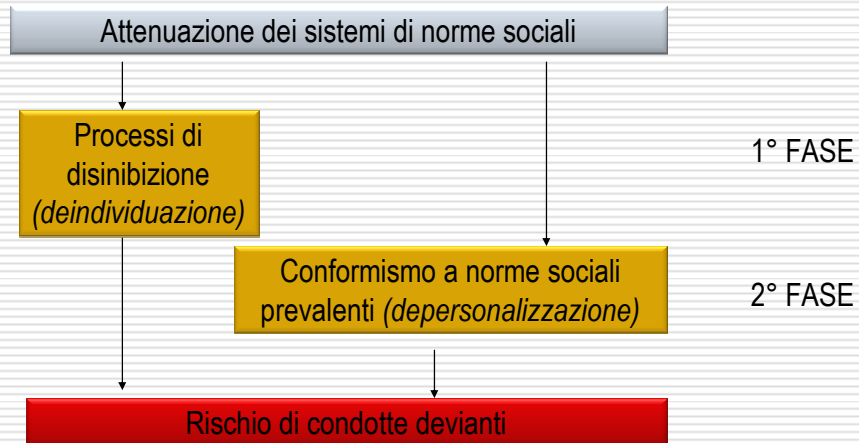 Attenuazione dei sistemi di norme sociali
Processi di
disinibizione
(deindividuazione)
1° FASE
Conformismo a norme sociali
prevalenti (depersonalizzazione)
2° FASE
Rischio di condotte devianti